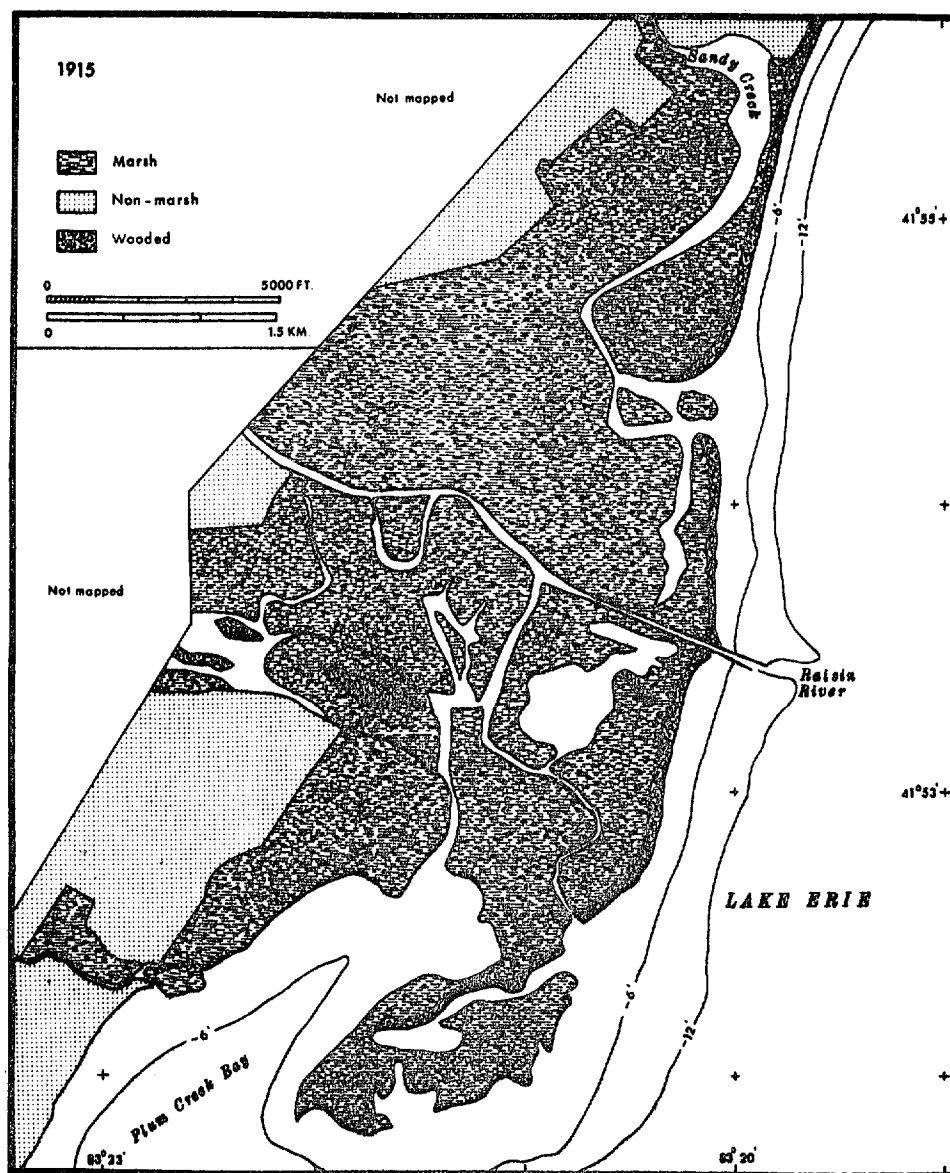 1915
Not mapped
Marsh
Non-marsh
Wooded
0 5000 FT.
0 1.5 KM.
Sandy Creek
-6'
-12'
41°55'
Not mapped
Raisin
River
41°53'
LAKE ERIE
-6'
-6'
-12'
Plum Creek Bay
83°23'
83°20'